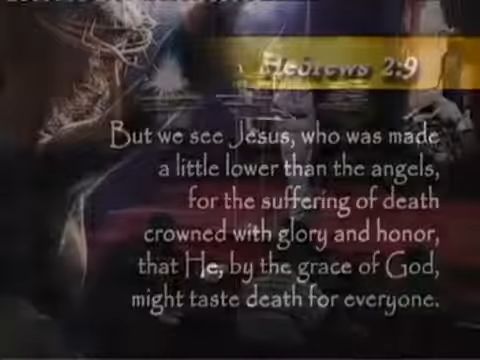 Hebrews 2:9
But we see Jesus, who was made
a little lower than the angels,
for the suffering of death
crowned with glory and honor,
that He, by the grace of God,
might taste death for everyone.